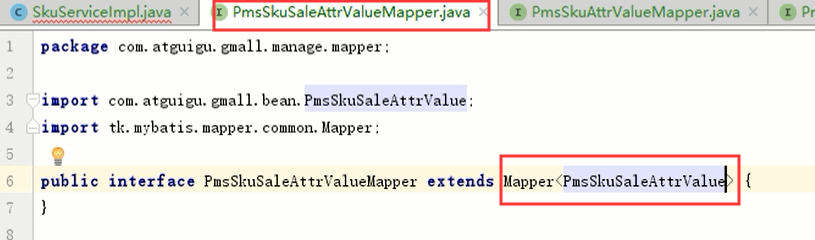 SkuServiceImpl.java × PmsSkuSaleAttrValueMapper.java × PmsSkuAttrValueMapper.java × Pr
1 package com.atguigu.gmall.manage.mapper;
2
3 import com.atguigu.gmall.bean.PmsSkuSaleAttrValue;
4 import tk.mybatis.mapper.common.Mapper;
5
6 public interface PmsSkuSaleAttrValueMapper extends Mapper<PmsSkuSaleAttrValue> {
7 }
8